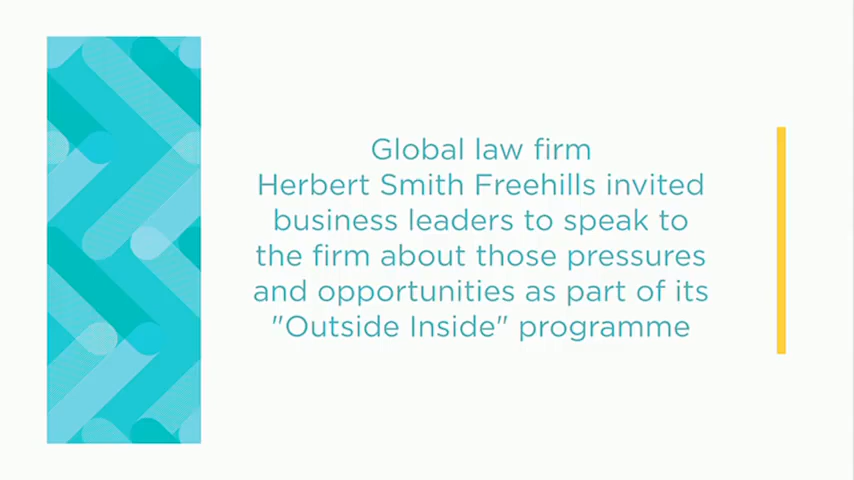 Global law firm
Herbert Smith Freehills invited
business leaders to speak to
the firm about those pressures
and opportunities as part of its
"Outside Inside" programme